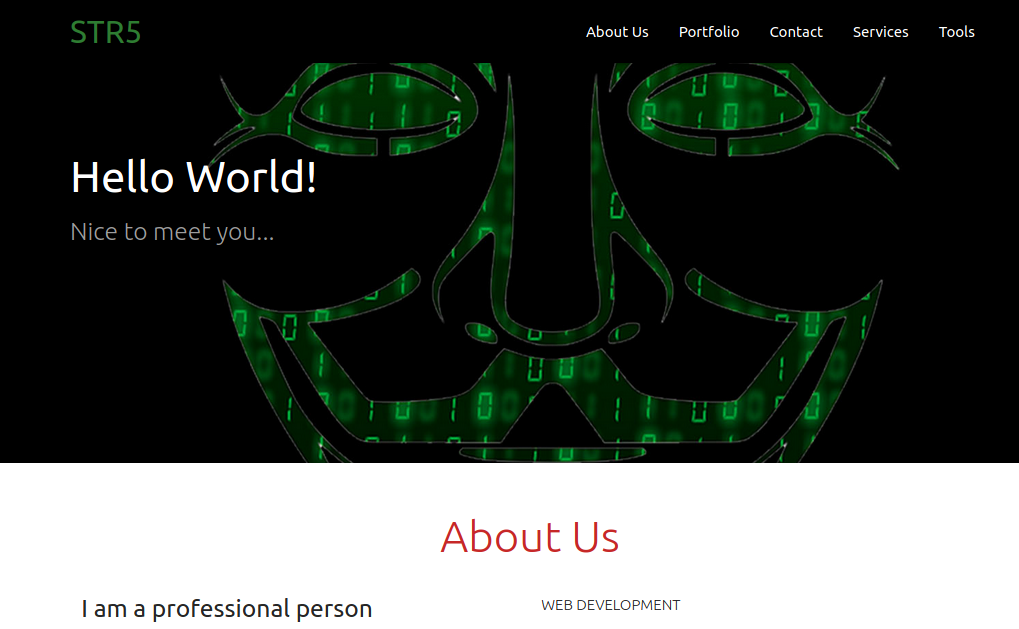 STR5
About Us Portfolio Contact Services Tools
Hello World!
Nice to meet you...
About Us
I am a professional person
WEB DEVELOPMENT